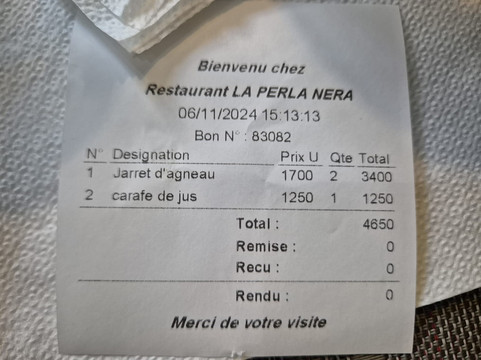 Bienvenu chez
Restaurant LA PERLA NERA
06/11/2024 15:13:13
Bon N° : 83082
N° Designation Prix U Qte Total
1 Jarret d'agneau 1700 2 3400
2 carafe de jus 1250 1 1250
Total : 4650
Remise : 0
Recu : 0
Rendu : 0
Merci de votre visite